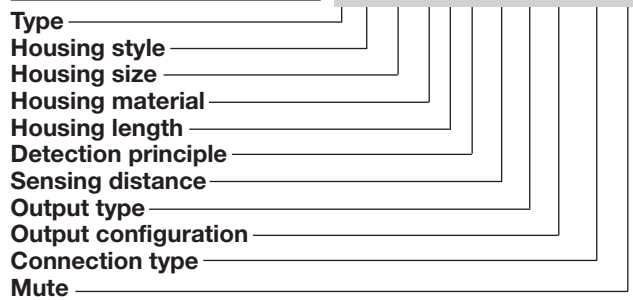 Type
Housing style
Housing size
Housing material
Housing length
Detection principle
Sensing distance
Output type
Output configuration
Connection type
Mute